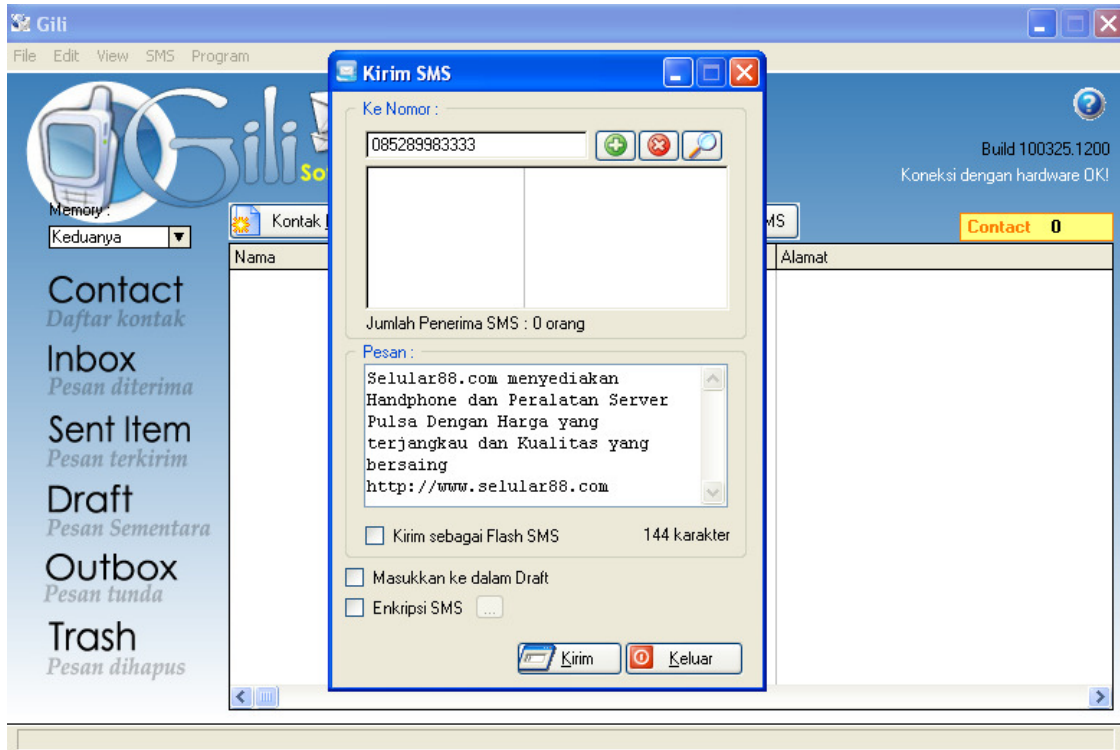 Gili
File Edit View SMS Program
Gili
So
Build 100325.1200
Koneksi dengan hardware OK!
Memory :
Keduanya
Kontak
MS
Contact 0
Nama
Alamat
Contact
Daftar kontak
Inbox
Pesan diterima
Sent Item
Pesan terkirim
Draft
Pesan Sementara
Outbox
Pesan tunda
Trash
Pesan dihapus
Kirim SMS
Ke Nomor :
085289983333
Jumlah Penerima SMS : 0 orang
Pesan :
Selular88.com menyediakan
Handphone dan Peralatan Server
Pulsa Dengan Harga yang
terjangkau dan Kualitas yang
bersaing
http://www.selular88.com
Kirim sebagai Flash SMS 144 karakter
Masukkan ke dalam Draft
Enkripsi SMS ...
Kirim Keluar